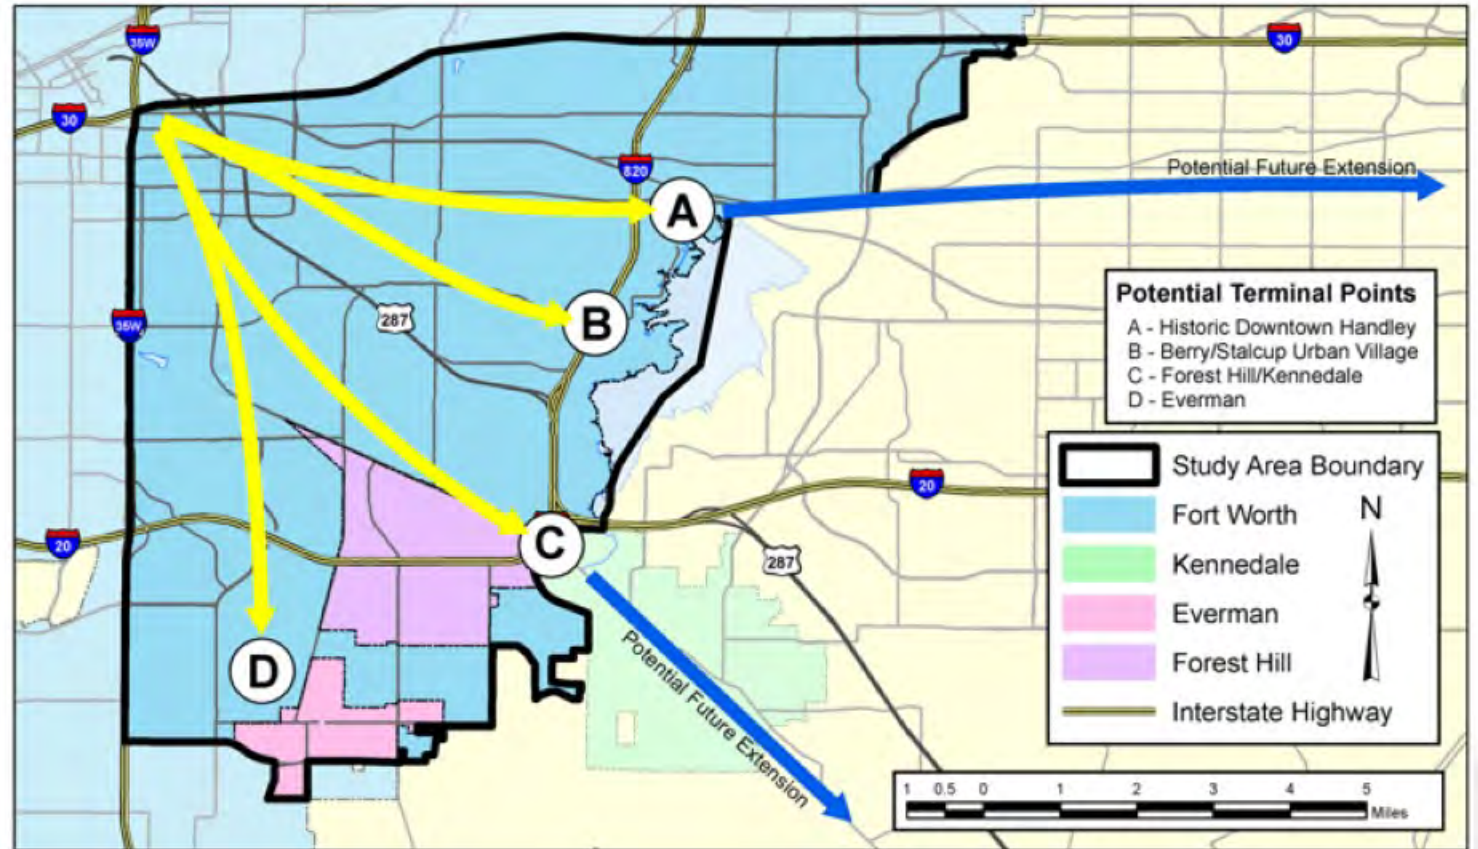 35W
30
30
820
Potential Future Extension
A
Potential Terminal Points
A - Historic Downtown Handley
B - Berry/Stalcup Urban Village
C - Forest Hill/Kennedale
D - Everman
35W
287
B
Study Area Boundary
Fort Worth
N
Kennedale
Everman
Forest Hill
Interstate Highway
20
20
C
287
D
Potential Future Extension
1 0.5 0 1 2 3 4 5
Miles